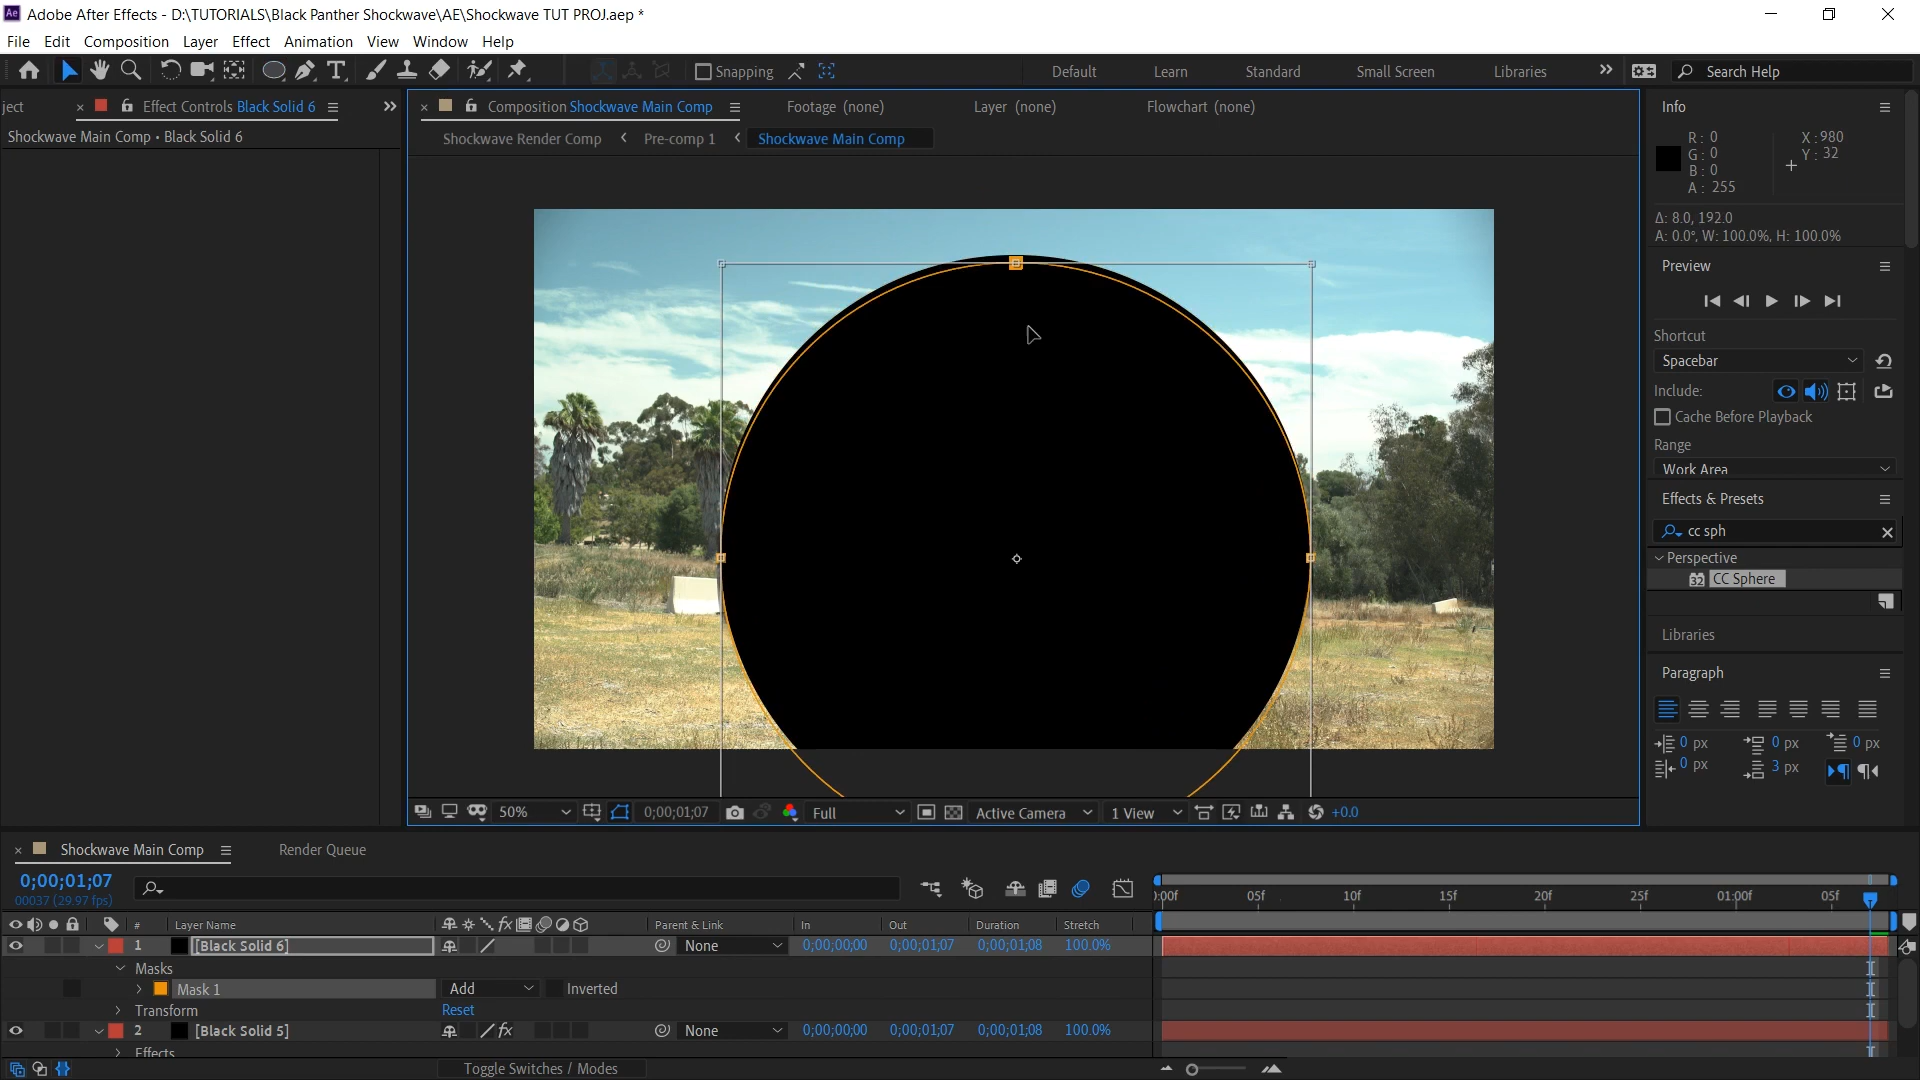 Adobe After Effects - D:\TUTORIALS\Black Panther Shockwave\AE\Shockwave TUT PROJ.aep *
File Edit Composition Layer Effect Animation View Window Help
Snapping Default Learn Standard Small Screen Libraries Search Help
ject Effect Controls Black Solid 6
Composition Shockwave Main Comp Footage (none) Layer (none) Flowchart (none)
Shockwave Main Comp • Black Solid 6
Shockwave Render Comp Pre-comp 1 Shockwave Main Comp
Info
R: 0 X: 980
G: 0 Y: 32
B: 0
A: 255
Δ: 8.0, 192.0
A: 0.0°, W: 100.0%, H: 100.0%
Preview
Shortcut
Spacebar
Include:
Cache Before Playback
Range
Work Area
Effects & Presets
cc sph
Perspective
32 CC Sphere
Libraries
Paragraph
0 px 0 px 0 px
0 px 3 px
50% 0;00;01;07 Full Active Camera 1 View +0.0
Shockwave Main Comp Render Queue
0;00;01;07
00037 (29.97 fps)
:00f 05f 10f 15f 20f 25f 01:00f 05f
# Layer Name Parent & Link In Out Duration Stretch
1 [Black Solid 6] None 0;00;00;00 0;00;01;07 0;00;01;08 100.0%
Masks
Mask 1 Add Inverted
Transform Reset
2 [Black Solid 5] fx None 0;00;00;00 0;00;01;07 0;00;01;08 100.0%
Effects
Toggle Switches / Modes